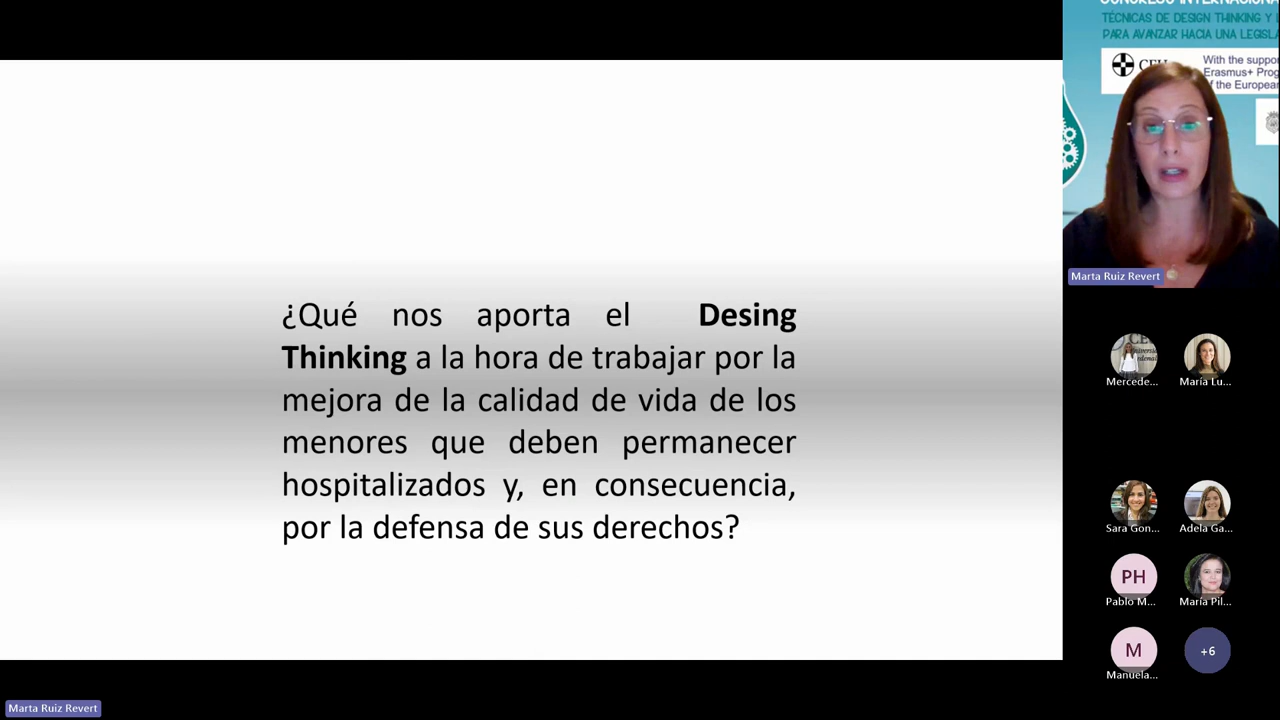 ¿Qué nos aporta el Desing
Thinking a la hora de trabajar por la
mejora de la calidad de vida de los
menores que deben permanecer
hospitalizados y, en consecuencia,
por la defensa de sus derechos?
TÉCNICAS DE DESIGN THINKING Y
PARA AVANZAR HACIA UNA
With the
Erasmus+
of the European
Marta Ruiz Revert
Mercede...
María Lu...
Sara Gon...
Adela Ga...
PH
Pablo M...
María Pil...
M
Manuela...
+6
Marta Ruiz Revert